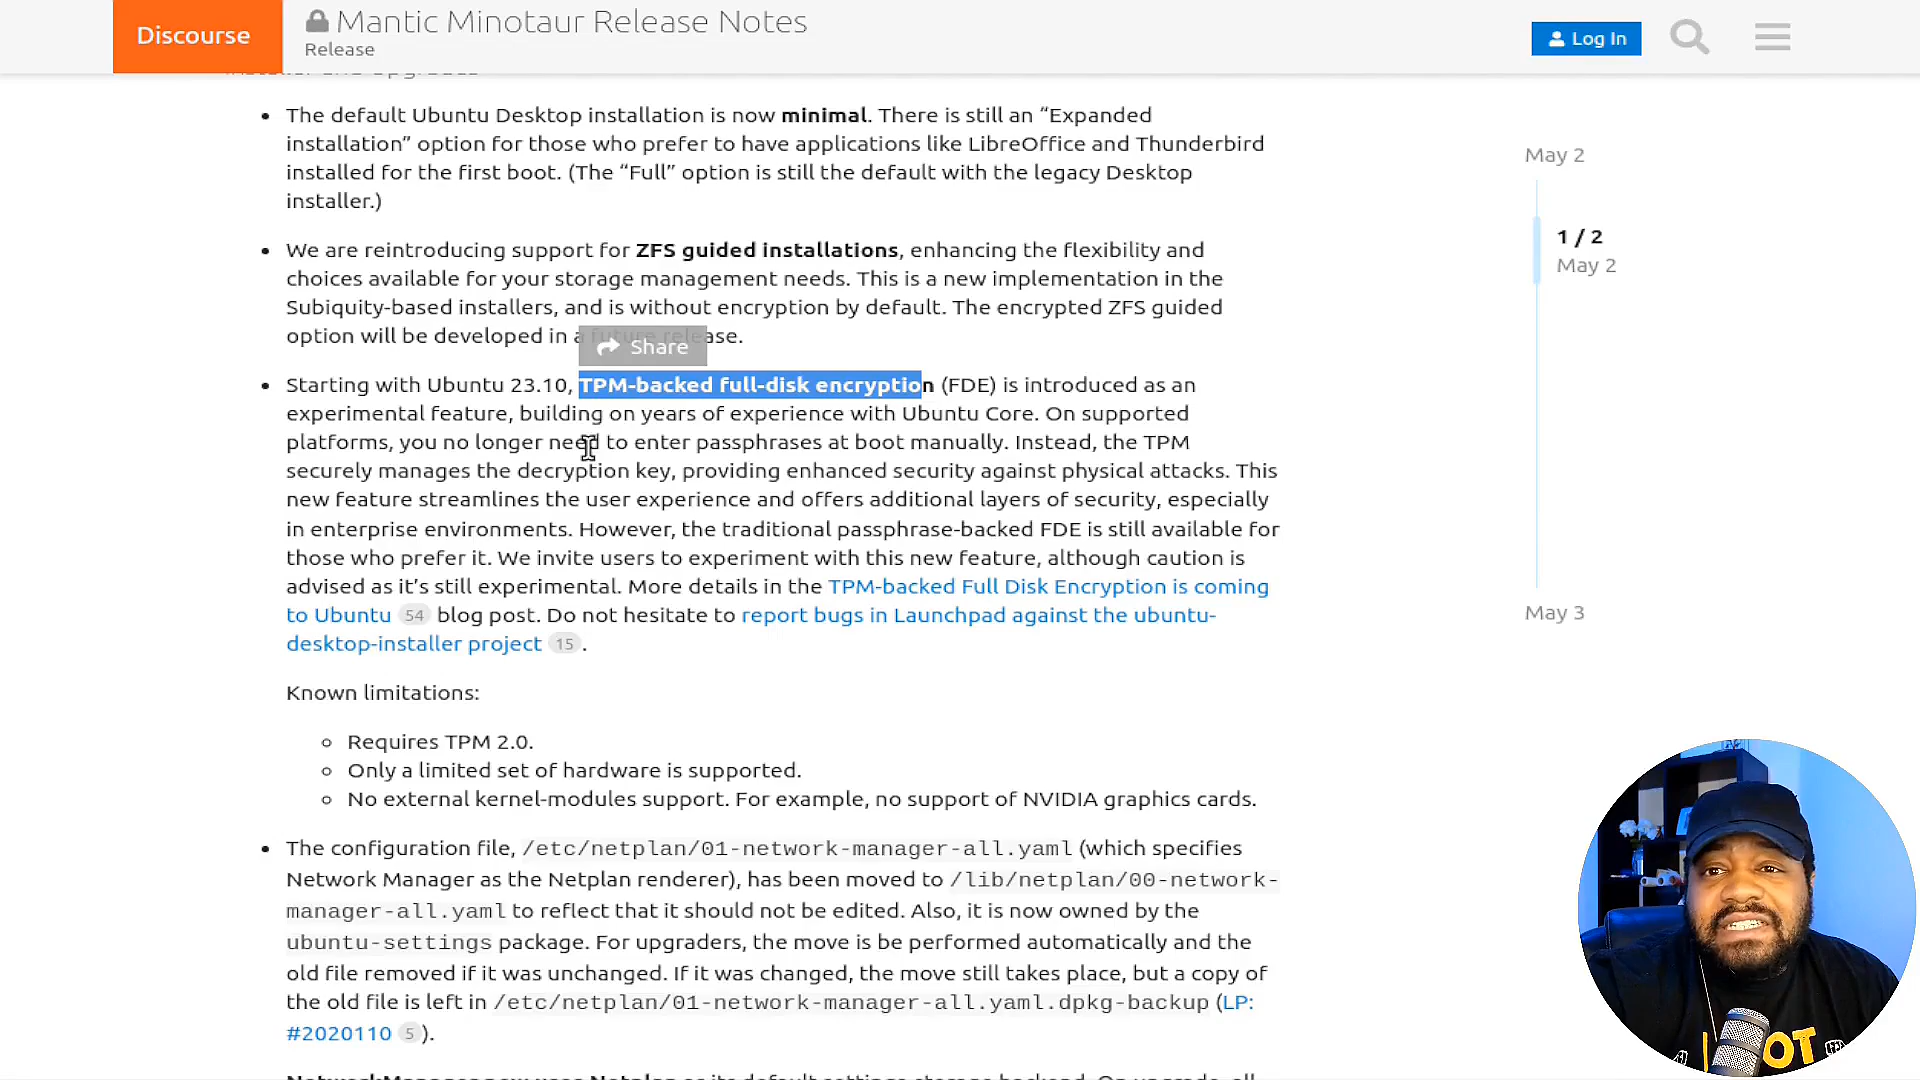 Discourse
Mantic Minotaur Release Notes
Release
Log In
Installer and Upgrades
The default Ubuntu Desktop installation is now minimal. There is still an “Expanded
installation” option for those who prefer to have applications like LibreOffice and Thunderbird
installed for the first boot. (The “Full” option is still the default with the legacy Desktop
installer.)
We are reintroducing support for ZFS guided installations, enhancing the flexibility and
choices available for your storage management needs. This is a new implementation in the
Subiquity-based installers, and is without encryption by default. The encrypted ZFS guided
option will be developed in a future release.
Share
Starting with Ubuntu 23.10, TPM-backed full-disk encryption (FDE) is introduced as an
experimental feature, building on years of experience with Ubuntu Core. On supported
platforms, you no longer need to enter passphrases at boot manually. Instead, the TPM
securely manages the decryption key, providing enhanced security against physical attacks. This
new feature streamlines the user experience and offers additional layers of security, especially
in enterprise environments. However, the traditional passphrase-backed FDE is still available for
those who prefer it. We invite users to experiment with this new feature, although caution is
advised as it’s still experimental. More details in the TPM-backed Full Disk Encryption is coming
to Ubuntu 54 blog post. Do not hesitate to report bugs in Launchpad against the ubuntu-
desktop-installer project 15 .
Known limitations:
Requires TPM 2.0.
Only a limited set of hardware is supported.
No external kernel-modules support. For example, no support of NVIDIA graphics cards.
The configuration file, /etc/netplan/01-network-manager-all.yaml (which specifies
Network Manager as the Netplan renderer), has been moved to /lib/netplan/00-network-
manager-all.yaml to reflect that it should not be edited. Also, it is now owned by the
ubuntu-settings package. For upgraders, the move is be performed automatically and the
old file removed if it was unchanged. If it was changed, the move still takes place, but a copy of
the old file is left in /etc/netplan/01-network-manager-all.yaml.dpkg-backup (LP:
#2020110 5 ).
NetworkManager now uses Netplan as its default settings storage backend. On upgrade, all
May 2
1 / 2
May 2
May 3
OT